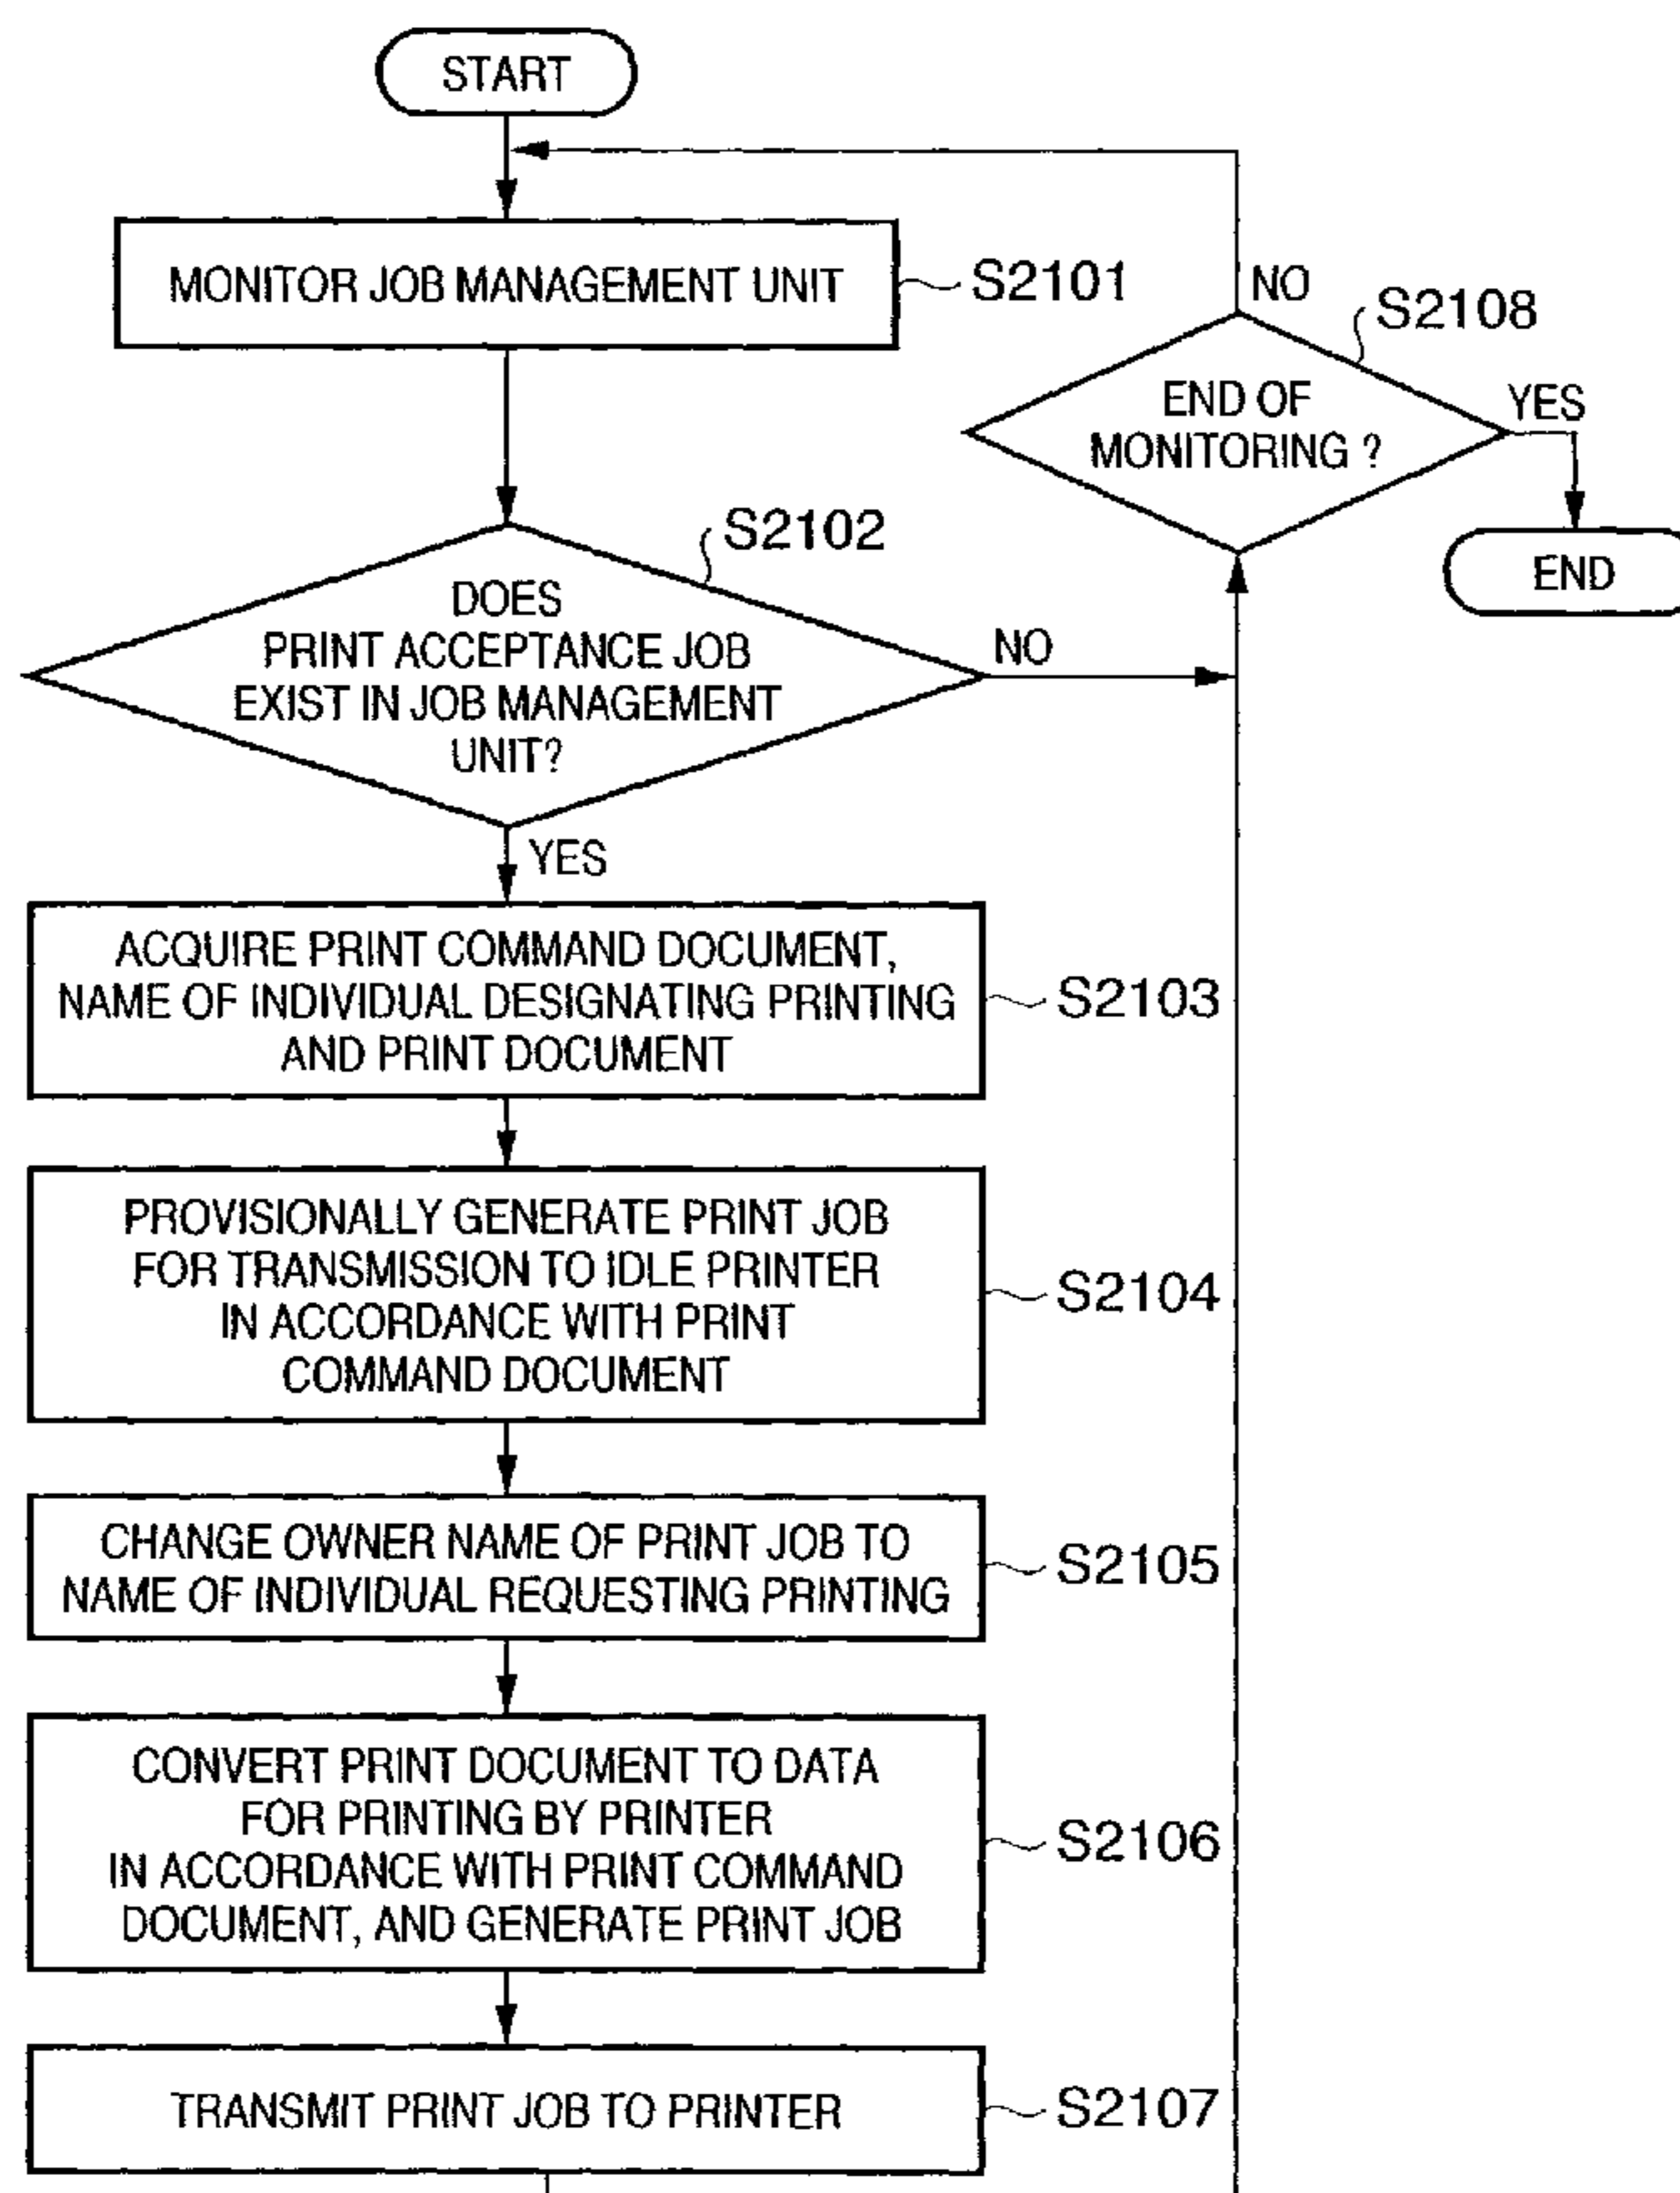 START
MONITOR JOB MANAGEMENT UNIT
S2101
NO
S2108
END OF
MONITORING ?
YES
END
S2102
DOES
PRINT ACCEPTANCE JOB
EXIST IN JOB MANAGEMENT
UNIT?
NO
YES
ACQUIRE PRINT COMMAND DOCUMENT,
NAME OF INDIVIDUAL DESIGNATING PRINTING
AND PRINT DOCUMENT
S2103
PROVISIONALLY GENERATE PRINT JOB
FOR TRANSMISSION TO IDLE PRINTER
IN ACCORDANCE WITH PRINT
COMMAND DOCUMENT
S2104
CHANGE OWNER NAME OF PRINT JOB TO
NAME OF INDIVIDUAL REQUESTING PRINTING
S2105
CONVERT PRINT DOCUMENT TO DATA
FOR PRINTING BY PRINTER
IN ACCORDANCE WITH PRINT COMMAND
DOCUMENT, AND GENERATE PRINT JOB
S2106
TRANSMIT PRINT JOB TO PRINTER
S2107